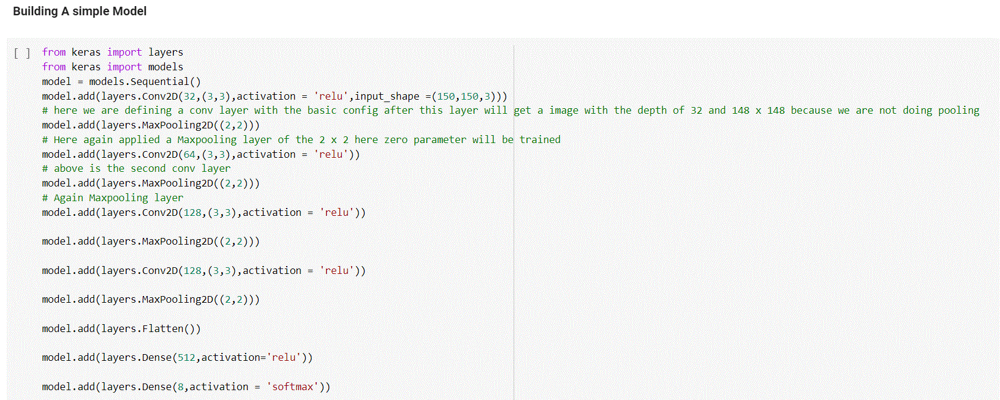 Building A simple Model
[ ] from keras import layers
from keras import models
model = models.Sequential()
model.add(layers.Conv2D(32,(3,3),activation = 'relu',input_shape =(150,150,3)))
# here we are defining a conv layer with the basic config after this layer will get a image with the depth of 32 and 148 x 148 because we are not doing pooling
model.add(layers.MaxPooling2D((2,2)))
# Here again applied a Maxpooling layer of the 2 x 2 here zero parameter will be trained
model.add(layers.Conv2D(64,(3,3),activation = 'relu'))
# above is the second conv layer
model.add(layers.MaxPooling2D((2,2)))
# Again Maxpooling layer
model.add(layers.Conv2D(128,(3,3),activation = 'relu'))
model.add(layers.MaxPooling2D((2,2)))
model.add(layers.Conv2D(128,(3,3),activation = 'relu'))
model.add(layers.MaxPooling2D((2,2)))
model.add(layers.Flatten())
model.add(layers.Dense(512,activation='relu'))
model.add(layers.Dense(8,activation = 'softmax'))